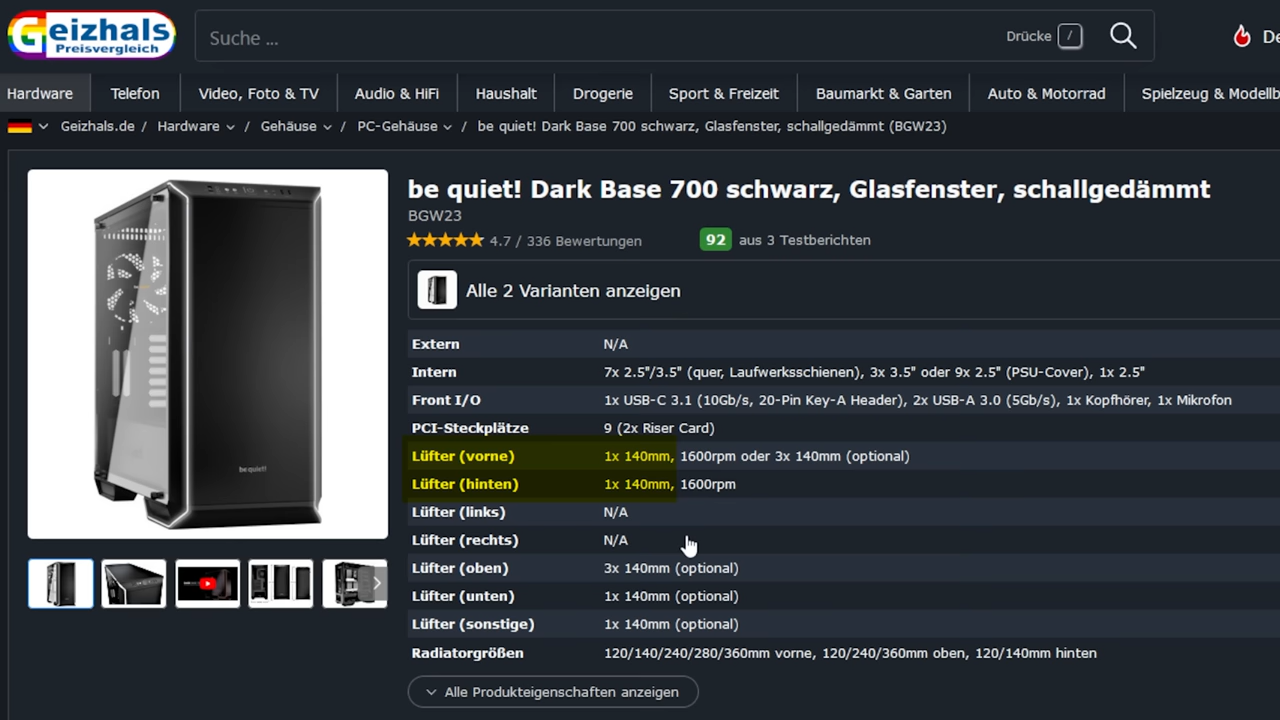 Geizhals
Preisvergleich
Suche ...
Drücke /
De
Hardware
Telefon
Video, Foto & TV
Audio & HiFi
Haushalt
Drogerie
Sport & Freizeit
Baumarkt & Garten
Auto & Motorrad
Spielzeug & Modellb
Geizhals.de / Hardware / Gehäuse / PC-Gehäuse / be quiet! Dark Base 700 schwarz, Glasfenster, schallgedämmt (BGW23)
be quiet! Dark Base 700 schwarz, Glasfenster, schallgedämmt
BGW23
4.7 / 336 Bewertungen
92 aus 3 Testberichten
Alle 2 Varianten anzeigen
be quiet!
Extern N/A
Intern 7x 2.5"/3.5" (quer, Laufwerksschienen), 3x 3.5" oder 9x 2.5" (PSU-Cover), 1x 2.5"
Front I/O 1x USB-C 3.1 (10Gb/s, 20-Pin Key-A Header), 2x USB-A 3.0 (5Gb/s), 1x Kopfhörer, 1x Mikrofon
PCI-Steckplätze 9 (2x Riser Card)
Lüfter (vorne) 1x 140mm, 1600rpm oder 3x 140mm (optional)
Lüfter (hinten) 1x 140mm, 1600rpm
Lüfter (links) N/A
Lüfter (rechts) N/A
Lüfter (oben) 3x 140mm (optional)
Lüfter (unten) 1x 140mm (optional)
Lüfter (sonstige) 1x 140mm (optional)
Radiatorgrößen 120/140/240/280/360mm vorne, 120/240/360mm oben, 120/140mm hinten
Alle Produkteigenschaften anzeigen